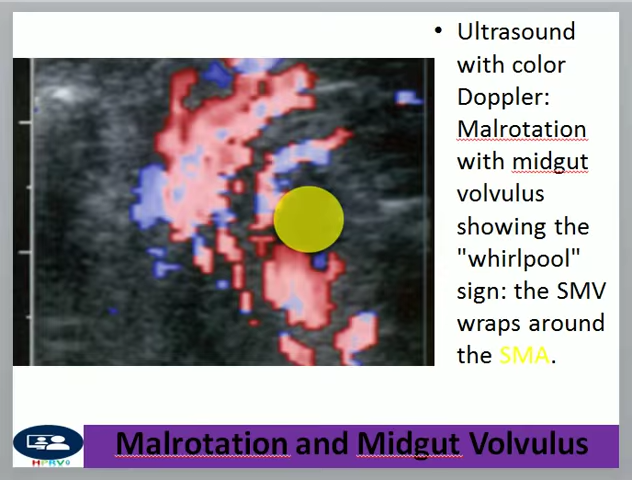 • Ultrasound
with color
Doppler:
Malrotation
with midgut
volvulus
showing the
"whirlpool"
sign: the SMV
wraps around
the SMA.
Malrotation and Midgut Volvulus